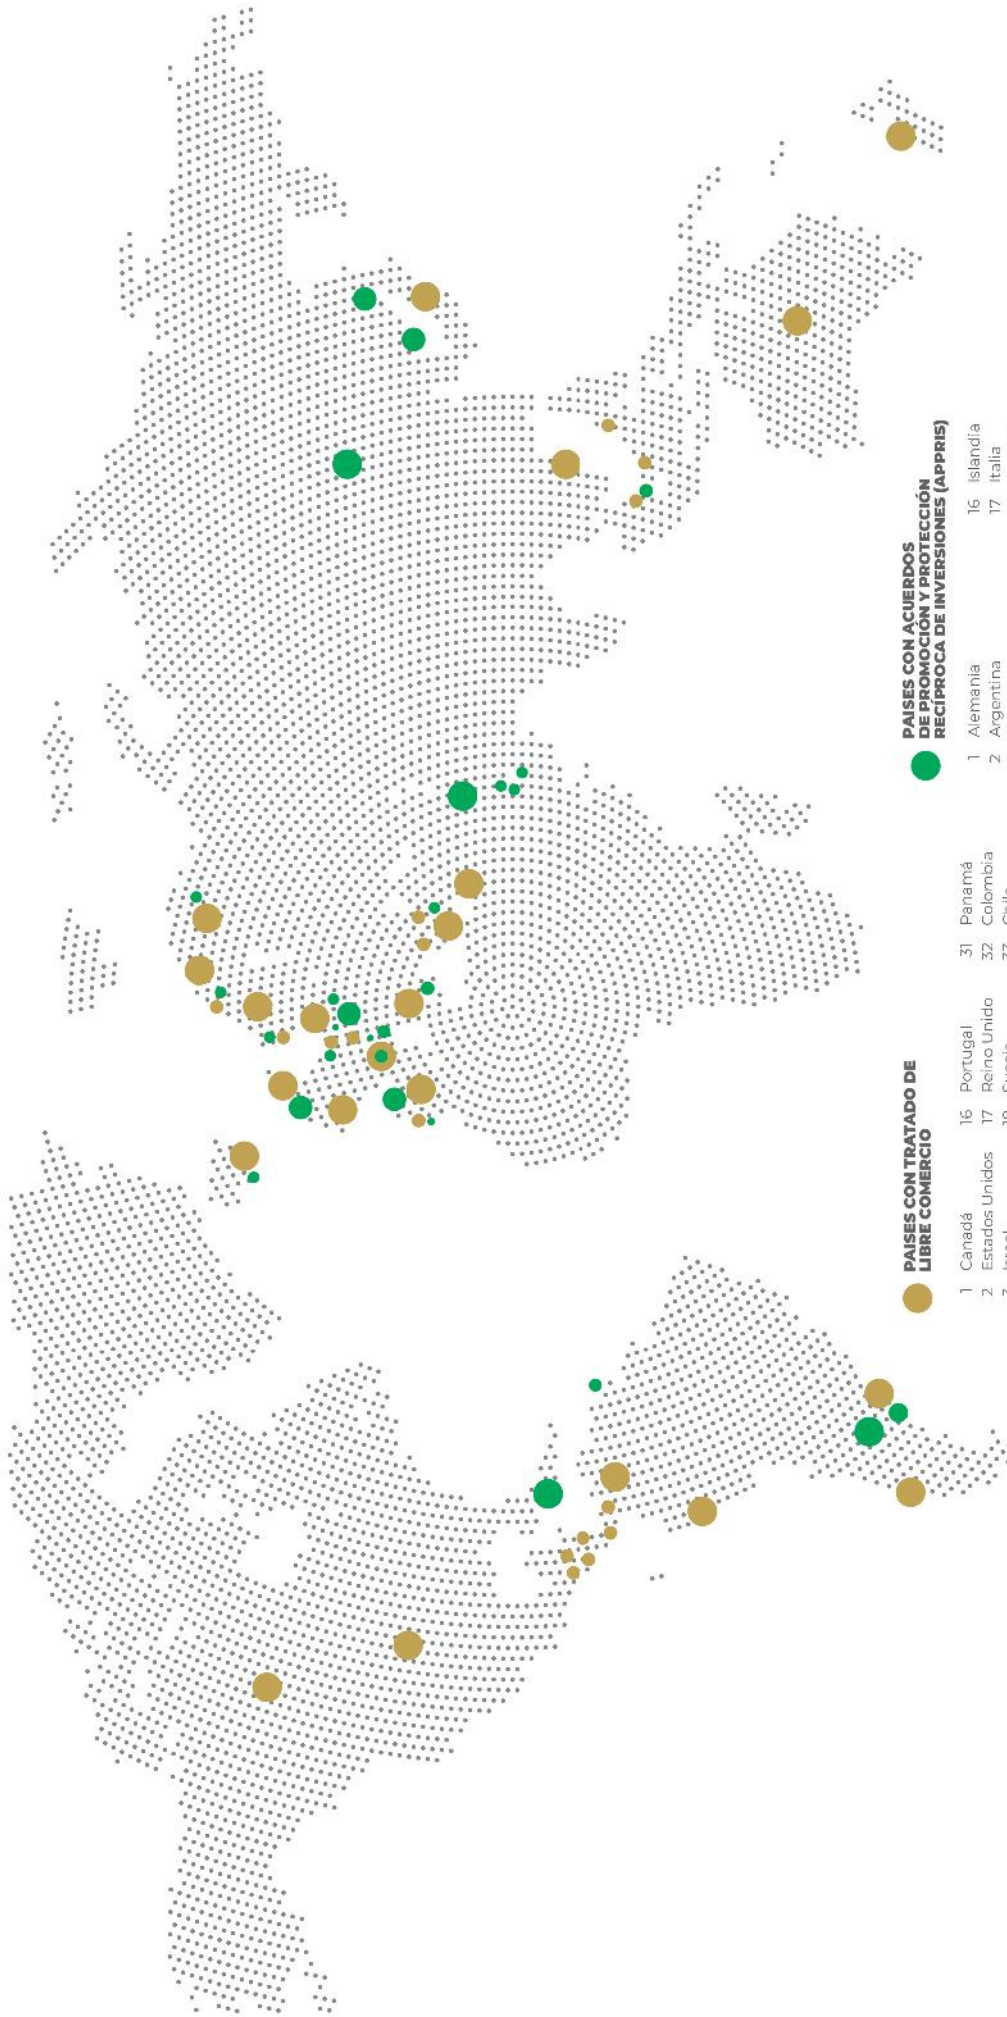 PAISES CON TRATADO DE
LIBRE COMERCIO
1 Canadá
2 Estados Unidos
16 Portugal
17 Reino Unido
31 Panamá
32 Colombia
PAISES CON ACUERDOS
DE PROMOCIÓN Y PROTECCIÓN
RECÍPROCA DE INVERSIONES (APPRIS)
1 Alemania
2 Argentina
16 Islandia
17 Italia